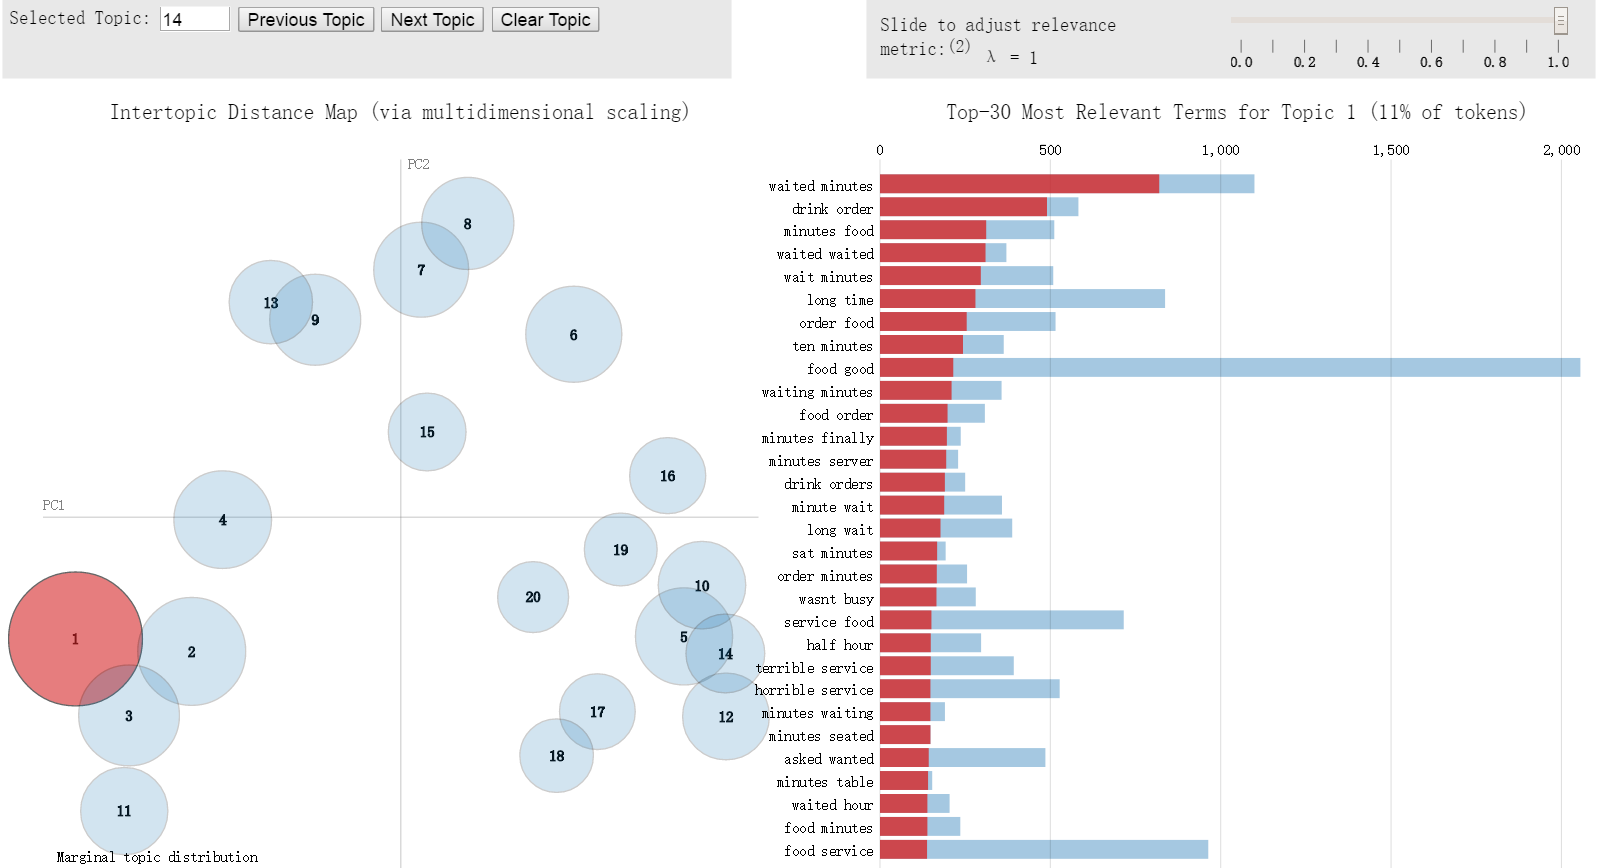 Selected Topic: 14 Previous Topic Next Topic Clear Topic
Slide to adjust relevance
metric:(2) λ = 1
0.0 0.2 0.4 0.6 0.8 1.0
Intertopic Distance Map (via multidimensional scaling)
PC2
8
7
13
9
6
15
16
PC1
4
19
10
20
1
2
5
14
3
17
12
18
11
Marginal topic distribution
Top-30 Most Relevant Terms for Topic 1 (11% of tokens)
0 500 1,000 1,500 2,000
waited minutes
drink order
minutes food
waited waited
wait minutes
long time
order food
ten minutes
food good
waiting minutes
food order
minutes finally
minutes server
drink orders
minute wait
long wait
sat minutes
order minutes
wasnt busy
service food
half hour
terrible service
horrible service
minutes waiting
minutes seated
asked wanted
minutes table
waited hour
food minutes
food service